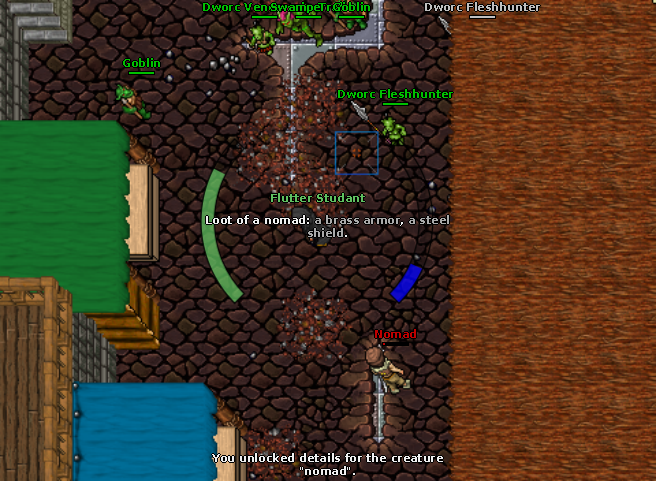 Dworc Fleshhunter
Goblin
Goblin
Dworc Fleshhunter
Flutter Studant
Loot of a nomad: a brass armor, a steel
shield.
Nomad
You unlocked details for the creature
"nomad".